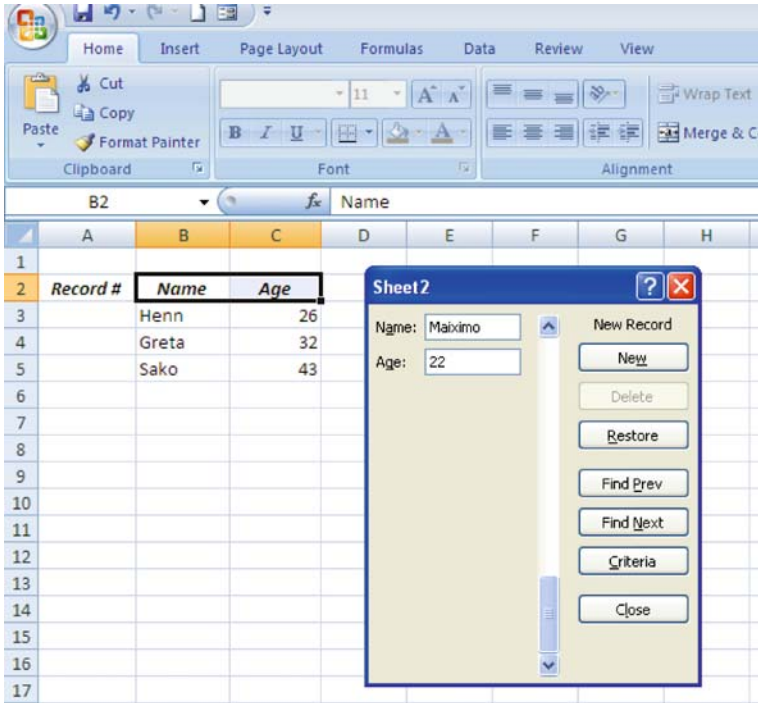 Home Insert Page Layout Formulas Data Review View
Cut
Copy
Paste
Format Painter
11 A A Wrap Text
B I U A Merge & C
Clipboard Font Alignment
B2 fx Name
A B C D E F G H
1
2 Record # Name Age
3 Henn 26
4 Greta 32
5 Sako 43
6
7
8
9
10
11
12
13
14
15
16
17
Sheet2 ?
Name: Maiximo New Record
Age: 22 New
Delete
Restore
Find Prev
Find Next
Criteria
Close